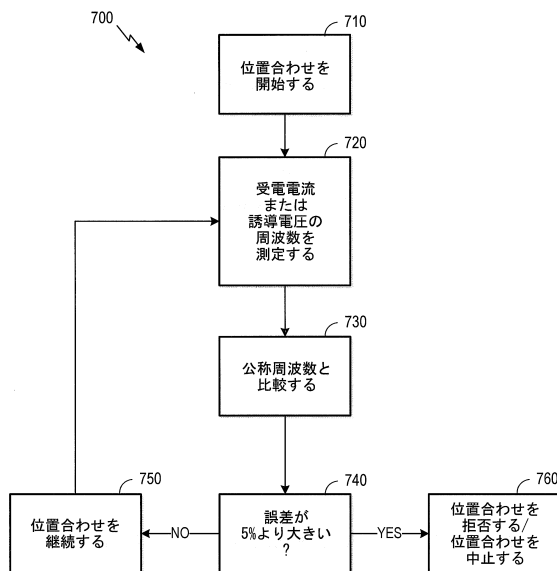 700
710
位置合わせを
開始する
720
受電電流
または
誘導電圧の
周波数を
測定する
730
公称周波数と
比較する
740
誤差が
5%より大きい
?
NO
YES
750
位置合わせを
継続する
760
位置合わせを
拒否する/
位置合わせを
中止する